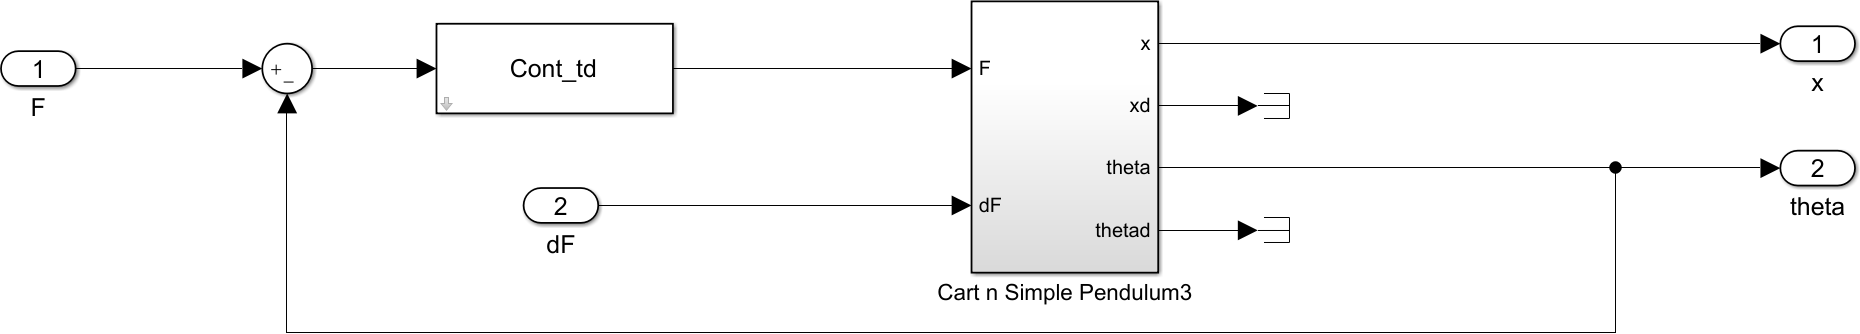 1
F
+
_
Cont_td
2
dF
F
dF
x
xd
theta
thetad
Cart n Simple Pendulum3
1
x
2
theta